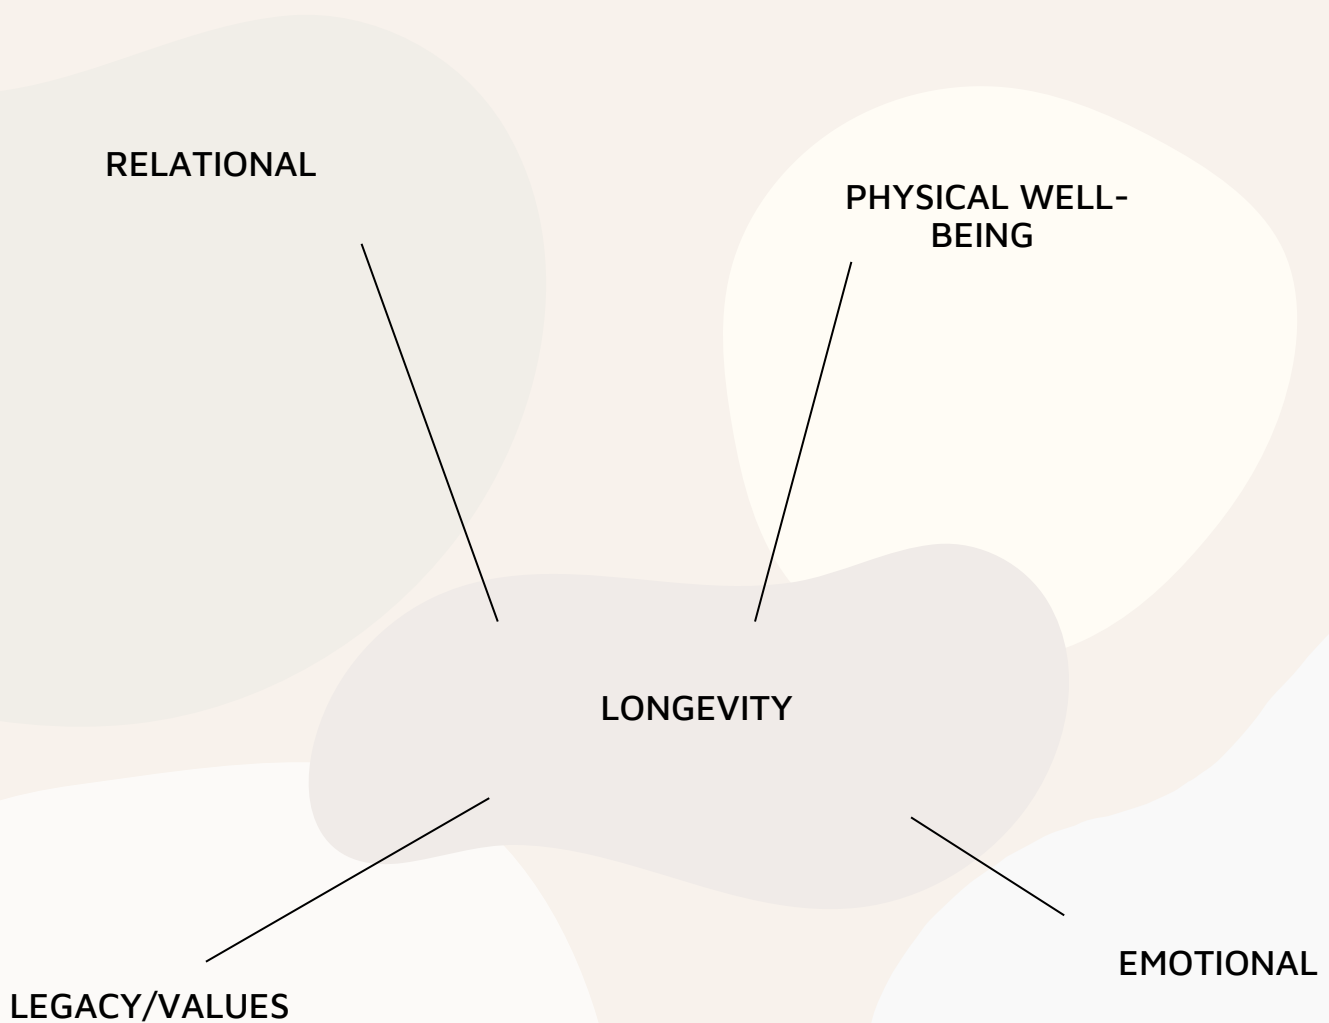 RELATIONAL
PHYSICAL WELL-
BEING
LONGEVITY
EMOTIONAL
LEGACY/VALUES